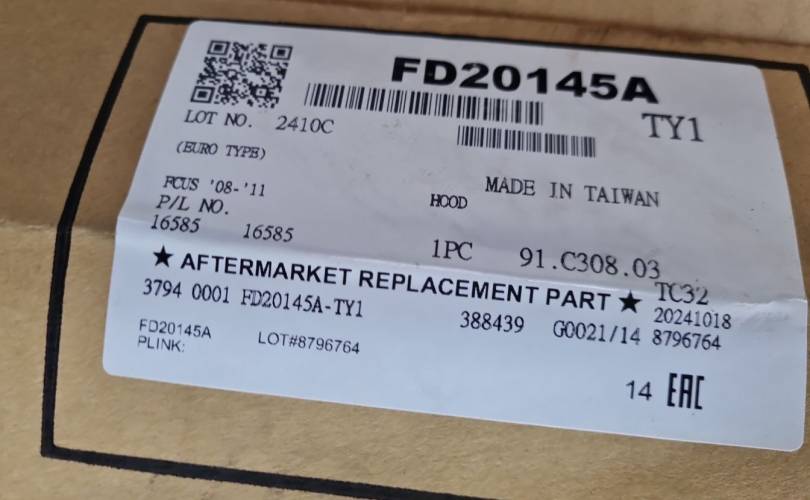 FD20145A
LOT NO. 2410C
TY1
(EURO TYPE)
FCUS '08-'11
HOOD
MADE IN TAIWAN
P/L NO.
16585 16585
1PC 91.C308.03
★ AFTERMARKET REPLACEMENT PART ★ TC32
3794 0001 FD20145A-TY1
388439 G0021/14 8796764
20241018
FD20145A
PLINK: LOT#8796764
14 EAC